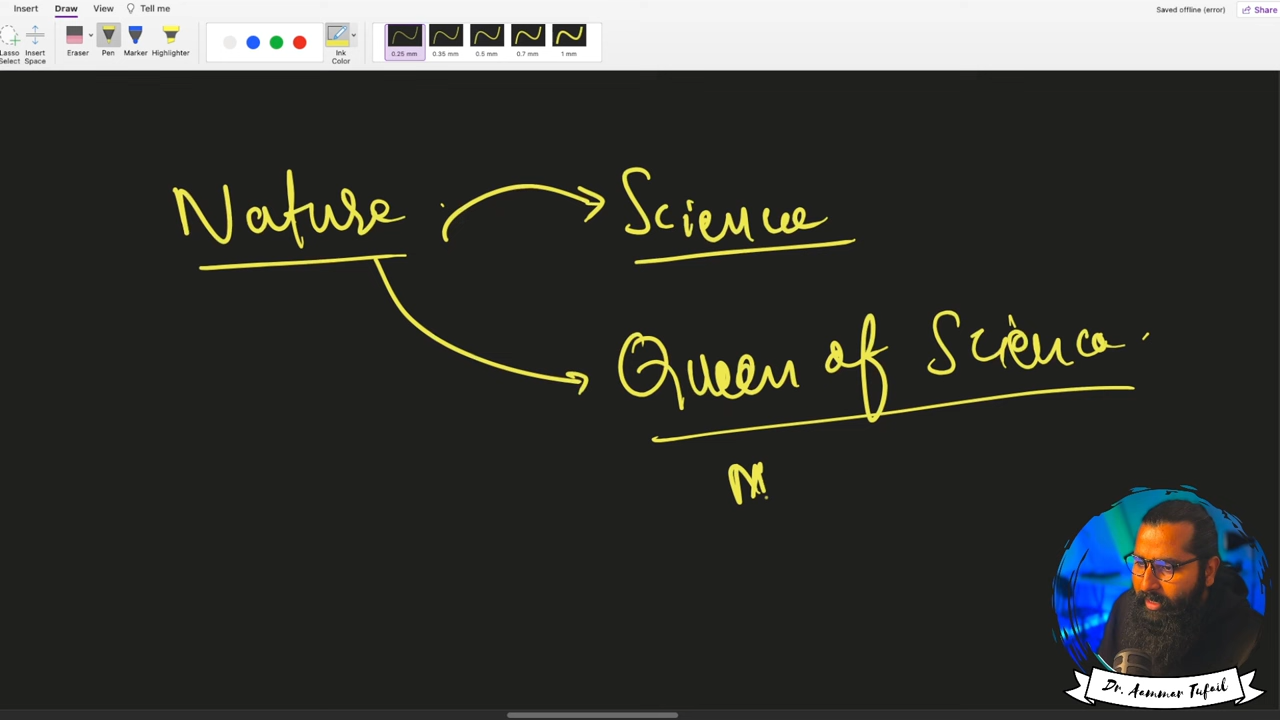 Insert Draw View Tell me
Saved offline (error)
Share
Lasso Select
Insert Space
Eraser
Pen
Marker
Highlighter
Ink Color
0.25 mm
0.35 mm
0.5 mm
0.7 mm
1 mm
Nature
Science
Queen of Science
M
Dr. Aammar Tufail